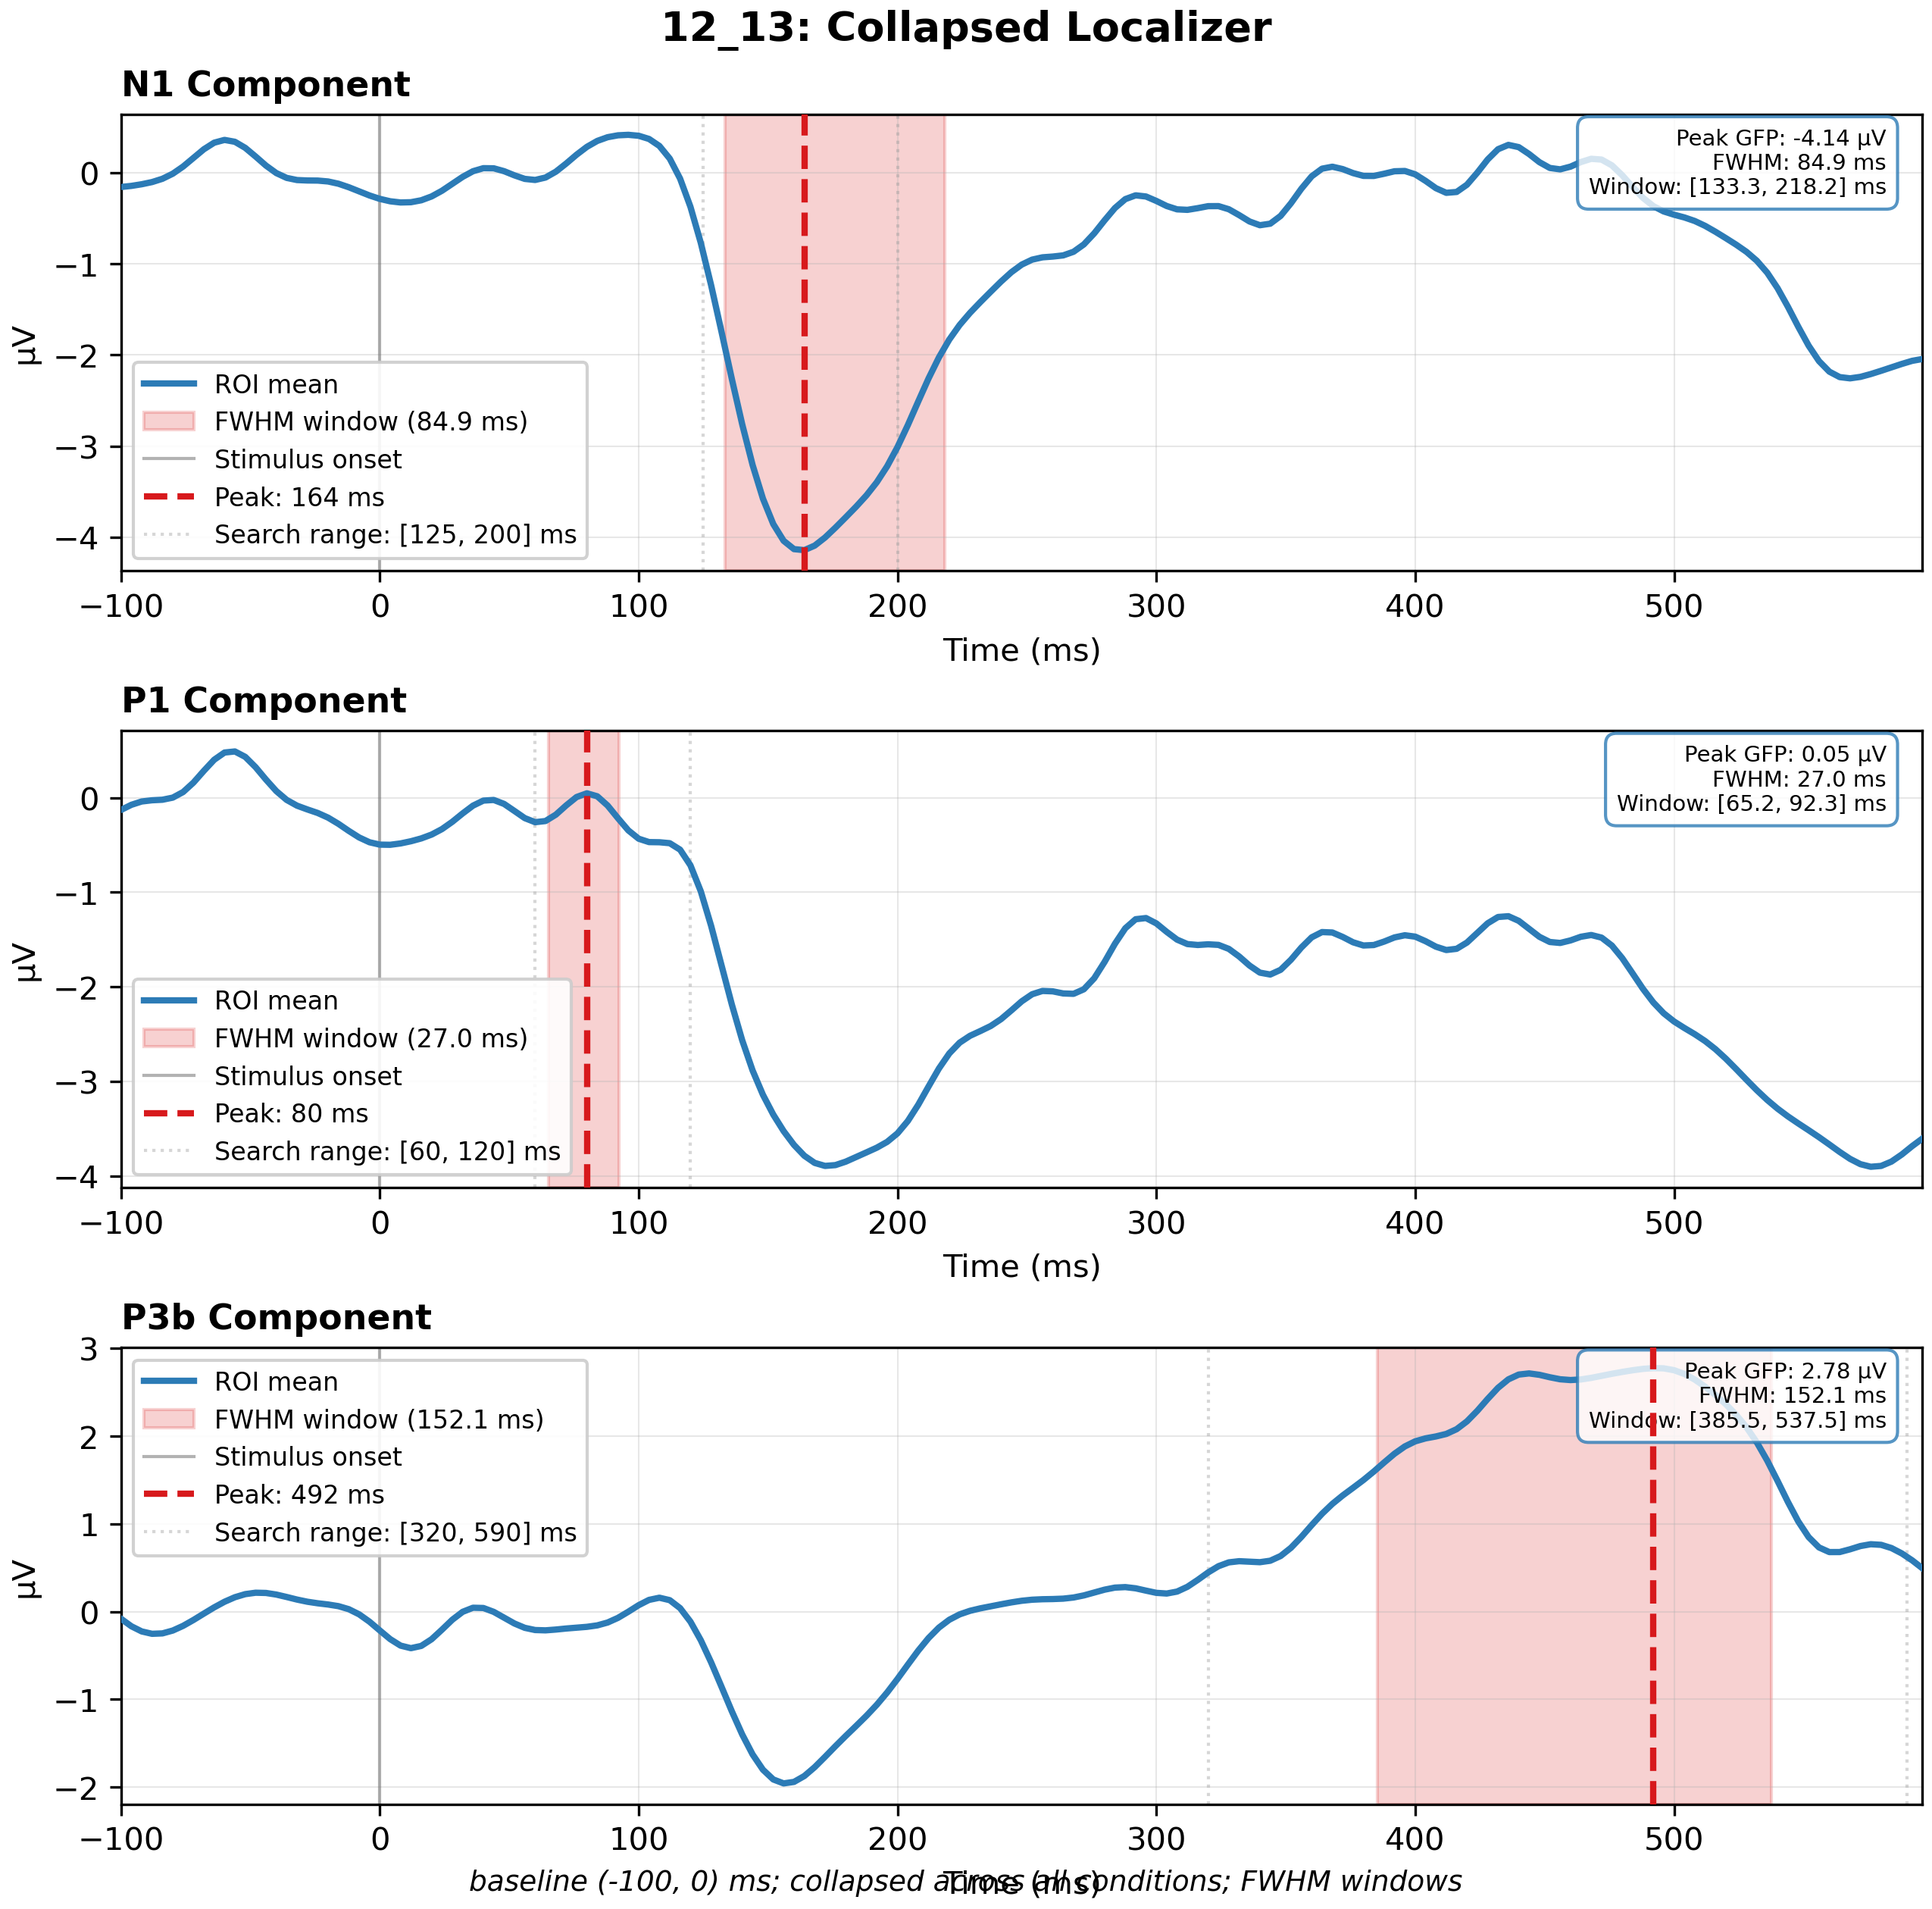 12_13: Collapsed Localizer
N1 Component
0
−1
−2
−3
−4
µV
Peak GFP: -4.14 µV
FWHM: 84.9 ms
Window: [133.3, 218.2] ms
ROI mean
FWHM window (84.9 ms)
Stimulus onset
Peak: 164 ms
Search range: [125, 200] ms
−100 0 100 200 300 400 500
Time (ms)
P1 Component
0
−1
−2
−3
−4
µV
Peak GFP: 0.05 µV
FWHM: 27.0 ms
Window: [65.2, 92.3] ms
ROI mean
FWHM window (27.0 ms)
Stimulus onset
Peak: 80 ms
Search range: [60, 120] ms
−100 0 100 200 300 400 500
Time (ms)
P3b Component
3
2
1
0
−1
−2
µV
ROI mean
FWHM window (152.1 ms)
Stimulus onset
Peak: 492 ms
Search range: [320, 590] ms
Peak GFP: 2.78 µV
FWHM: 152.1 ms
Window: [385.5, 537.5] ms
−100 0 100 200 300 400 500
Time (ms)
baseline (-100, 0) ms; collapsed across all conditions; FWHM windows